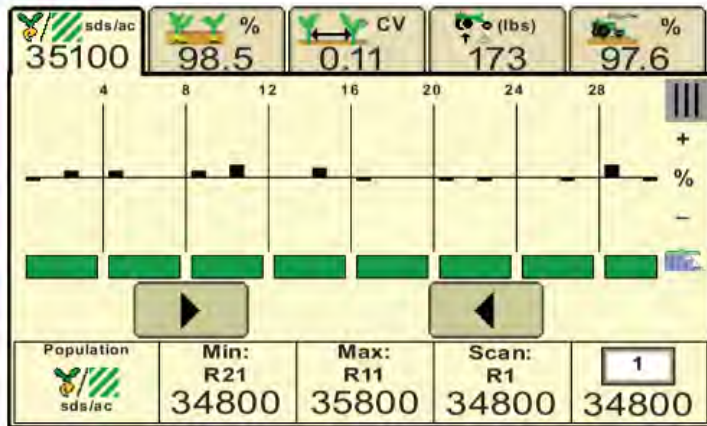 sds/ac
35100
%
98.5
CV
0.11
(lbs)
173
%
97.6
4 8 12 16 20 24 28
+
%
−
Population
sds/ac
Min:
R21
34800
Max:
R11
35800
Scan:
R1
34800
1
34800